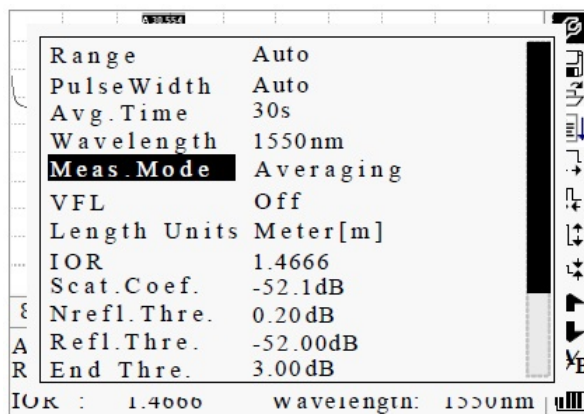 A 30.554
Range Auto
PulseWidth Auto
Avg.Time 30s
Wavelength 1550nm
Meas.Mode Averaging
VFL Off
Length Units Meter[m]
IOR 1.4666
Scat.Coef. -52.1dB
Nrefl.Thre. 0.20dB
Refl.Thre. -52.00dB
A
R End Thre. 3.00dB
IOR : 1.4666 Wavelength: 1550nm